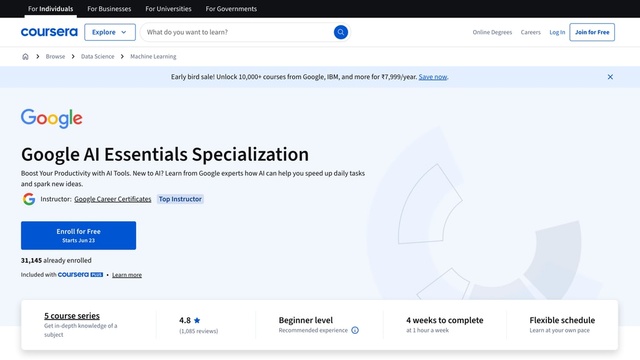 For Individuals For Businesses For Universities For Governments
coursera Explore What do you want to learn? Online Degrees Careers Log In Join for Free
Browse Data Science Machine Learning
Early bird sale! Unlock 10,000+ courses from Google, IBM, and more for ₹7,999/year. Save now.
Google
Google AI Essentials Specialization
Boost Your Productivity with AI Tools. New to AI? Learn from Google experts how AI can help you speed up daily tasks
and spark new ideas.
G Instructor: Google Career Certificates Top Instructor
Enroll for Free
Starts Jun 23
31,145 already enrolled
Included with coursera PLUS • Learn more
5 course series
Get in-depth knowledge of a
subject
4.8
(1,085 reviews)
Beginner level
Recommended experience
4 weeks to complete
at 1 hour a week
Flexible schedule
Learn at your own pace